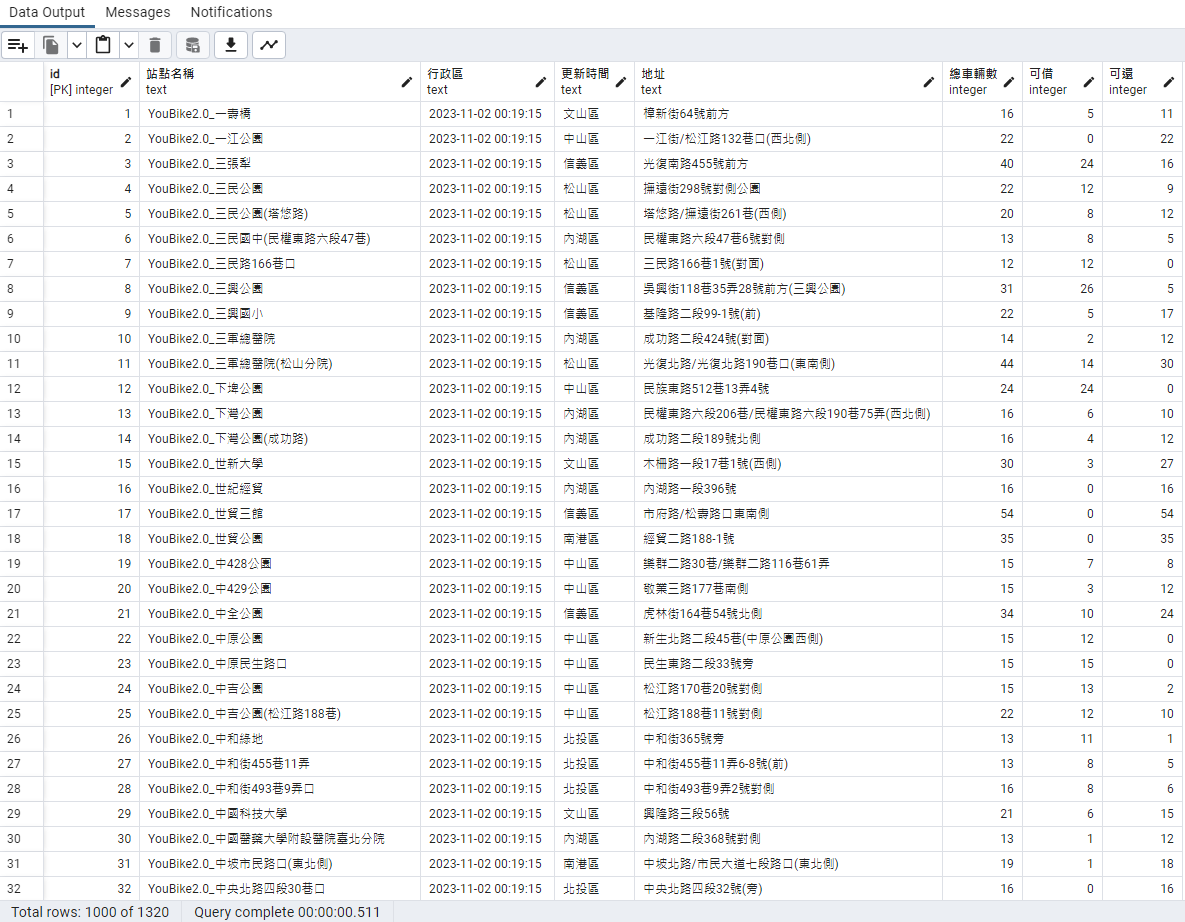 Data Output Messages Notifications
id [PK] integer 站點名稱 text 行政區 text 更新時間 text 地址 text 總車輛數 integer 可借 integer 可還 integer
1 1 YouBike2.0_一壽橋 2023-11-02 00:19:15 文山區 樟新街64號前方 16 5 11
2 2 YouBike2.0_一江公園 2023-11-02 00:19:15 中山區 一江街/松江路132巷口(西北側) 22 0 22
3 3 YouBike2.0_三張犁 2023-11-02 00:19:15 信義區 光復南路455號前方 40 24 16
4 4 YouBike2.0_三民公園 2023-11-02 00:19:15 松山區 撫遠街298號對側公園 22 12 9
5 5 YouBike2.0_三民公園(塔悠路) 2023-11-02 00:19:15 松山區 塔悠路/撫遠街261巷(西側) 20 8 12
6 6 YouBike2.0_三民國中(民權東路六段47巷) 2023-11-02 00:19:15 內湖區 民權東路六段47巷6號對側 13 8 5
7 7 YouBike2.0_三民路166巷口 2023-11-02 00:19:15 松山區 三民路166巷1號(對面) 12 12 0
8 8 YouBike2.0_三興公園 2023-11-02 00:19:15 信義區 吳興街118巷35弄28號前方(三興公園) 31 26 5
9 9 YouBike2.0_三興國小 2023-11-02 00:19:15 信義區 基隆路二段99-1號(前) 22 5 17
10 10 YouBike2.0_三軍總醫院 2023-11-02 00:19:15 內湖區 成功路二段424號(對面) 14 2 12
11 11 YouBike2.0_三軍總醫院(松山分院) 2023-11-02 00:19:15 松山區 光復北路/光復北路190巷口(東南側) 44 14 30
12 12 YouBike2.0_下埤公園 2023-11-02 00:19:15 中山區 民族東路512巷13弄4號 24 24 0
13 13 YouBike2.0_下灣公園 2023-11-02 00:19:15 內湖區 民權東路六段206巷/民權東路六段190巷75弄(西北側) 16 6 10
14 14 YouBike2.0_下灣公園(成功路) 2023-11-02 00:19:15 內湖區 成功路二段189號北側 16 4 12
15 15 YouBike2.0_世新大學 2023-11-02 00:19:15 文山區 木柵路一段17巷1號(西側) 30 3 27
16 16 YouBike2.0_世紀經貿 2023-11-02 00:19:15 內湖區 內湖路一段396號 16 0 16
17 17 YouBike2.0_世貿三館 2023-11-02 00:19:15 信義區 市府路/松壽路口東南側 54 0 54
18 18 YouBike2.0_世貿公園 2023-11-02 00:19:15 南港區 經貿二路188-1號 35 0 35
19 19 YouBike2.0_中428公園 2023-11-02 00:19:15 中山區 樂群二路30巷/樂群二路116巷61弄 15 7 8
20 20 YouBike2.0_中429公園 2023-11-02 00:19:15 中山區 敬業三路177巷南側 15 3 12
21 21 YouBike2.0_中全公園 2023-11-02 00:19:15 信義區 虎林街164巷54號北側 34 10 24
22 22 YouBike2.0_中原公園 2023-11-02 00:19:15 中山區 新生北路二段45巷(中原公園西側) 15 12 0
23 23 YouBike2.0_中原民生路口 2023-11-02 00:19:15 中山區 民生東路二段33號旁 15 15 0
24 24 YouBike2.0_中吉公園 2023-11-02 00:19:15 中山區 松江路170巷20號對側 15 13 2
25 25 YouBike2.0_中吉公園(松江路188巷) 2023-11-02 00:19:15 中山區 松江路188巷11號對側 22 12 10
26 26 YouBike2.0_中和綠地 2023-11-02 00:19:15 北投區 中和街365號旁 13 11 1
27 27 YouBike2.0_中和街455巷11弄 2023-11-02 00:19:15 北投區 中和街455巷11弄6-8號(前) 13 8 5
28 28 YouBike2.0_中和街493巷9弄口 2023-11-02 00:19:15 北投區 中和街493巷9弄2號對側 16 8 6
29 29 YouBike2.0_中國科技大學 2023-11-02 00:19:15 文山區 興隆路三段56號 21 6 15
30 30 YouBike2.0_中國醫藥大學附設醫院臺北分院 2023-11-02 00:19:15 內湖區 內湖路二段368號對側 13 1 12
31 31 YouBike2.0_中坡市民路口(東北側) 2023-11-02 00:19:15 南港區 中坡北路/市民大道七段路口(東北側) 19 1 18
32 32 YouBike2.0_中央北路四段30巷口 2023-11-02 00:19:15 北投區 中央北路四段32號(旁) 16 0 16
Total rows: 1000 of 1320 Query complete 00:00:00.511